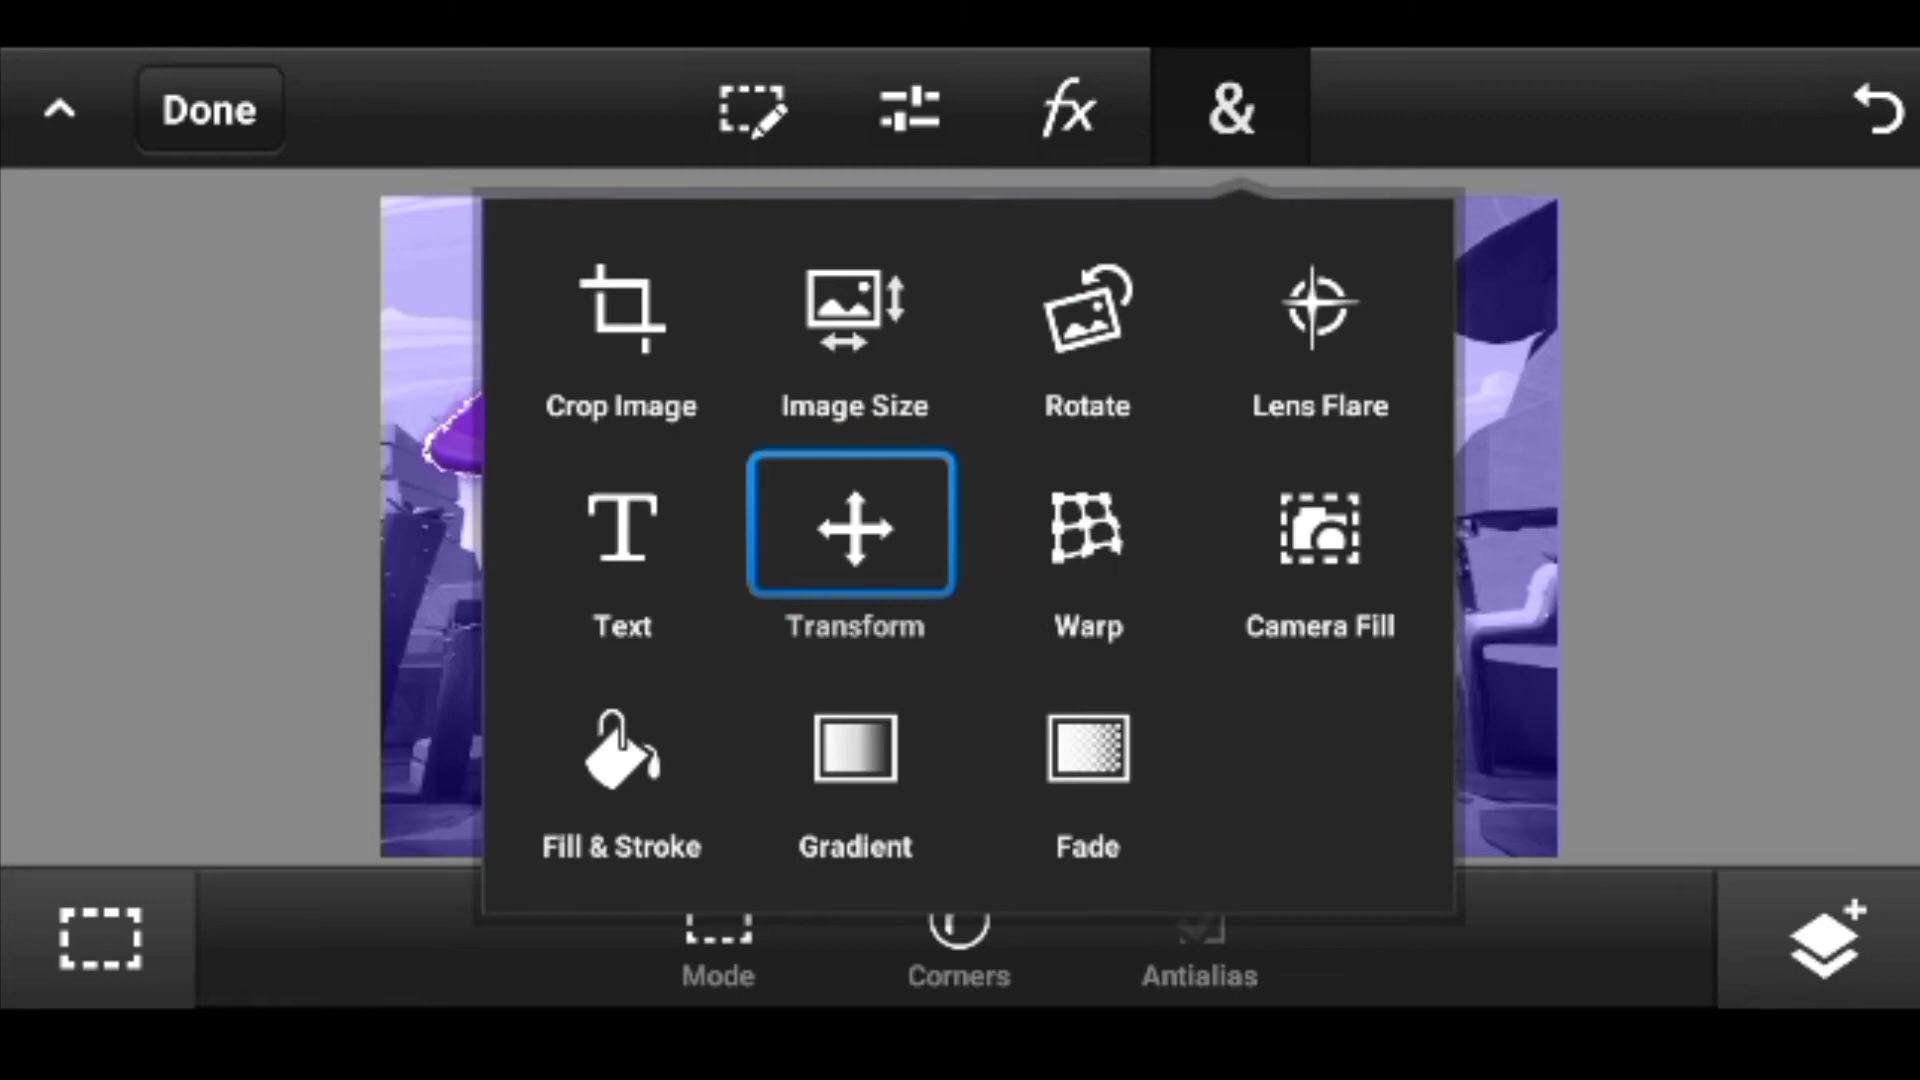 Done fx &
Crop Image Image Size Rotate Lens Flare
Text Transform Warp Camera Fill
Fill & Stroke Gradient Fade
Mode Corners Antialias